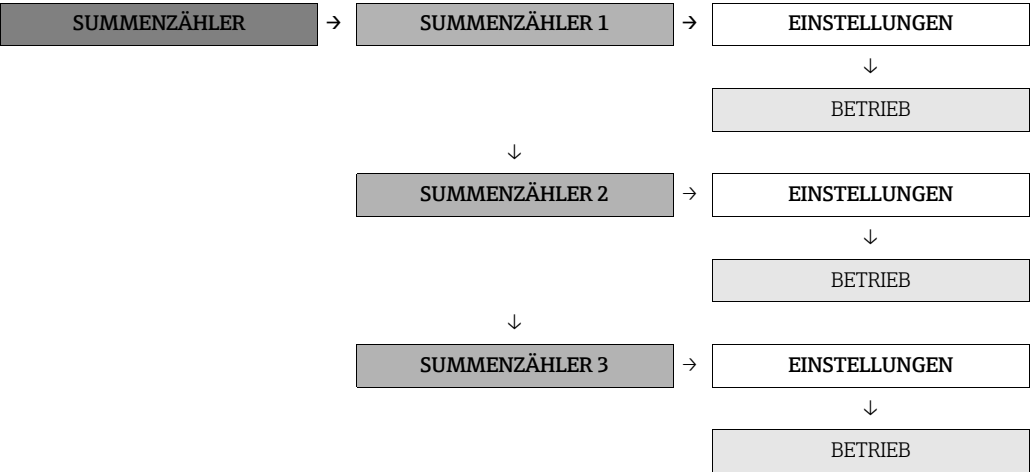 SUMMENZÄHLER → SUMMENZÄHLER 1 → EINSTELLUNGEN
↓
BETRIEB
↓
SUMMENZÄHLER 2 → EINSTELLUNGEN
↓
BETRIEB
↓
SUMMENZÄHLER 3 → EINSTELLUNGEN
↓
BETRIEB